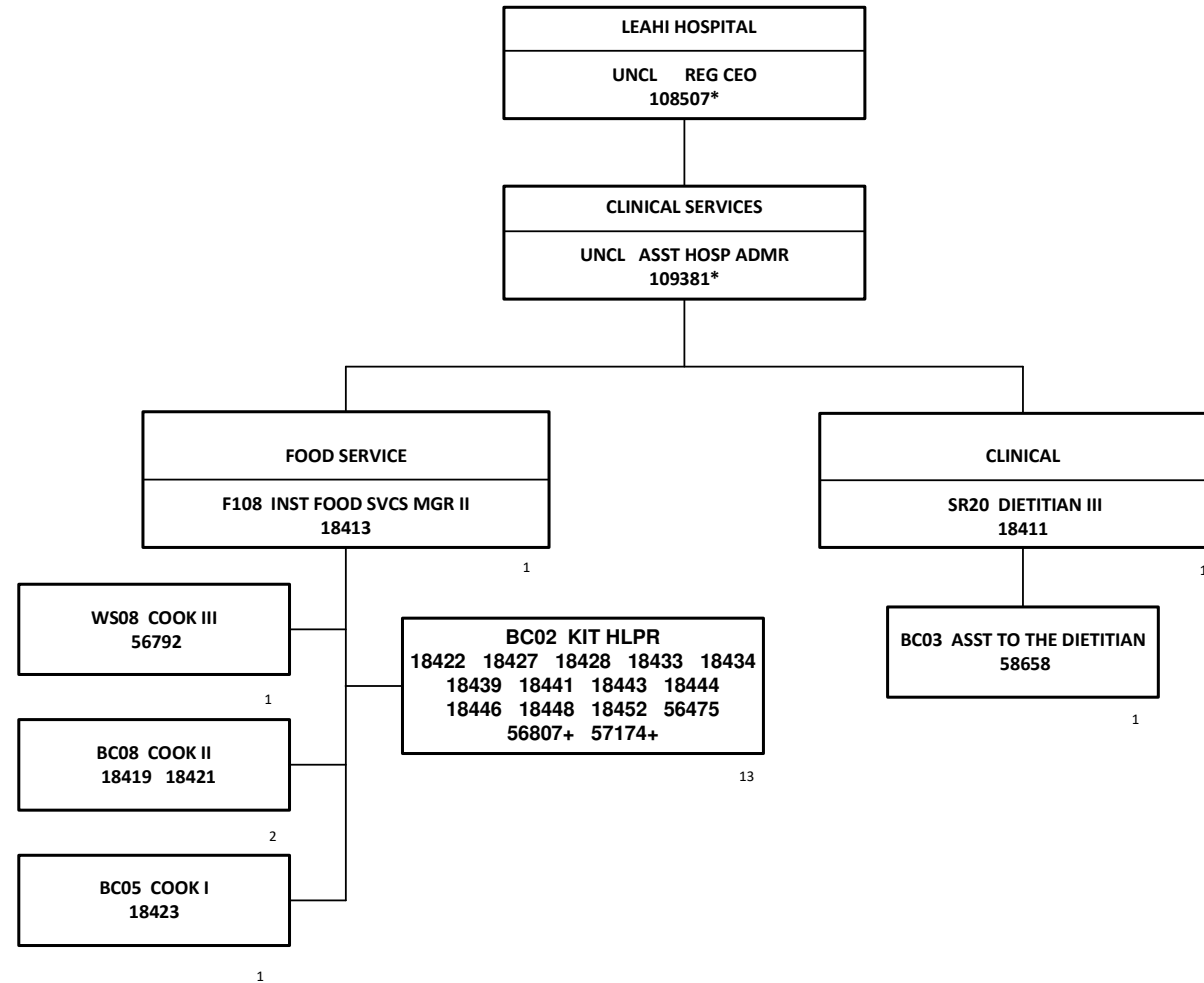 LEAHI HOSPITAL
UNCL REG CEO
108507*
CLINICAL SERVICES
UNCL ASST HOSP ADMR
109381*
FOOD SERVICE
F108 INST FOOD SVCS MGR II
18413
1
CLINICAL
SR20 DIETITIAN III
18411
1
WS08 COOK III
56792
1
BC02 KIT HLPR
18422 18427 18428 18433 18434
18439 18441 18443 18444
18446 18448 18452 56475
56807+ 57174+
13
BC03 ASST TO THE DIETITIAN
58658
1
BC08 COOK II
18419 18421
2
BC05 COOK I
18423
1